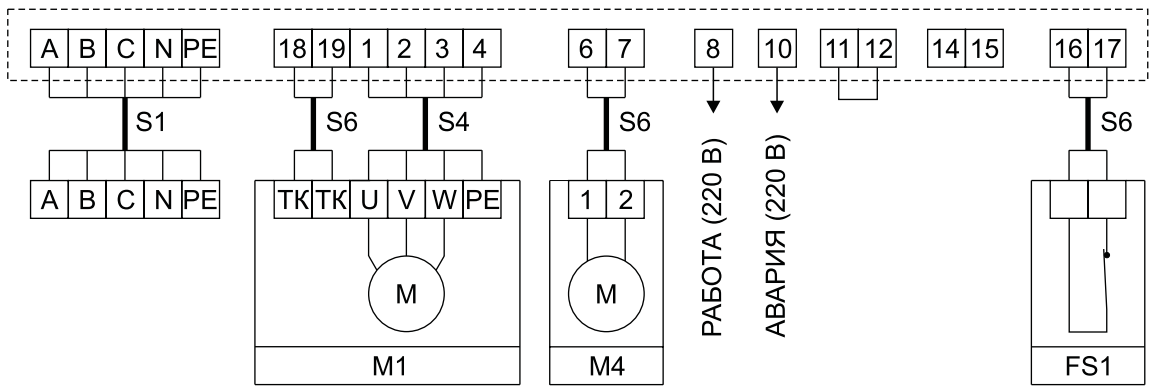 A B C N PE 18 19 1 2 3 4 6 7 8 10 11 12 14 15 16 17
S1 S6 S4 S6 S6
A B C N PE ТК ТК U V W PE 1 2
РАБОТА (220 В)
АВАРИЯ (220 В)
M M
M1 M4 FS1